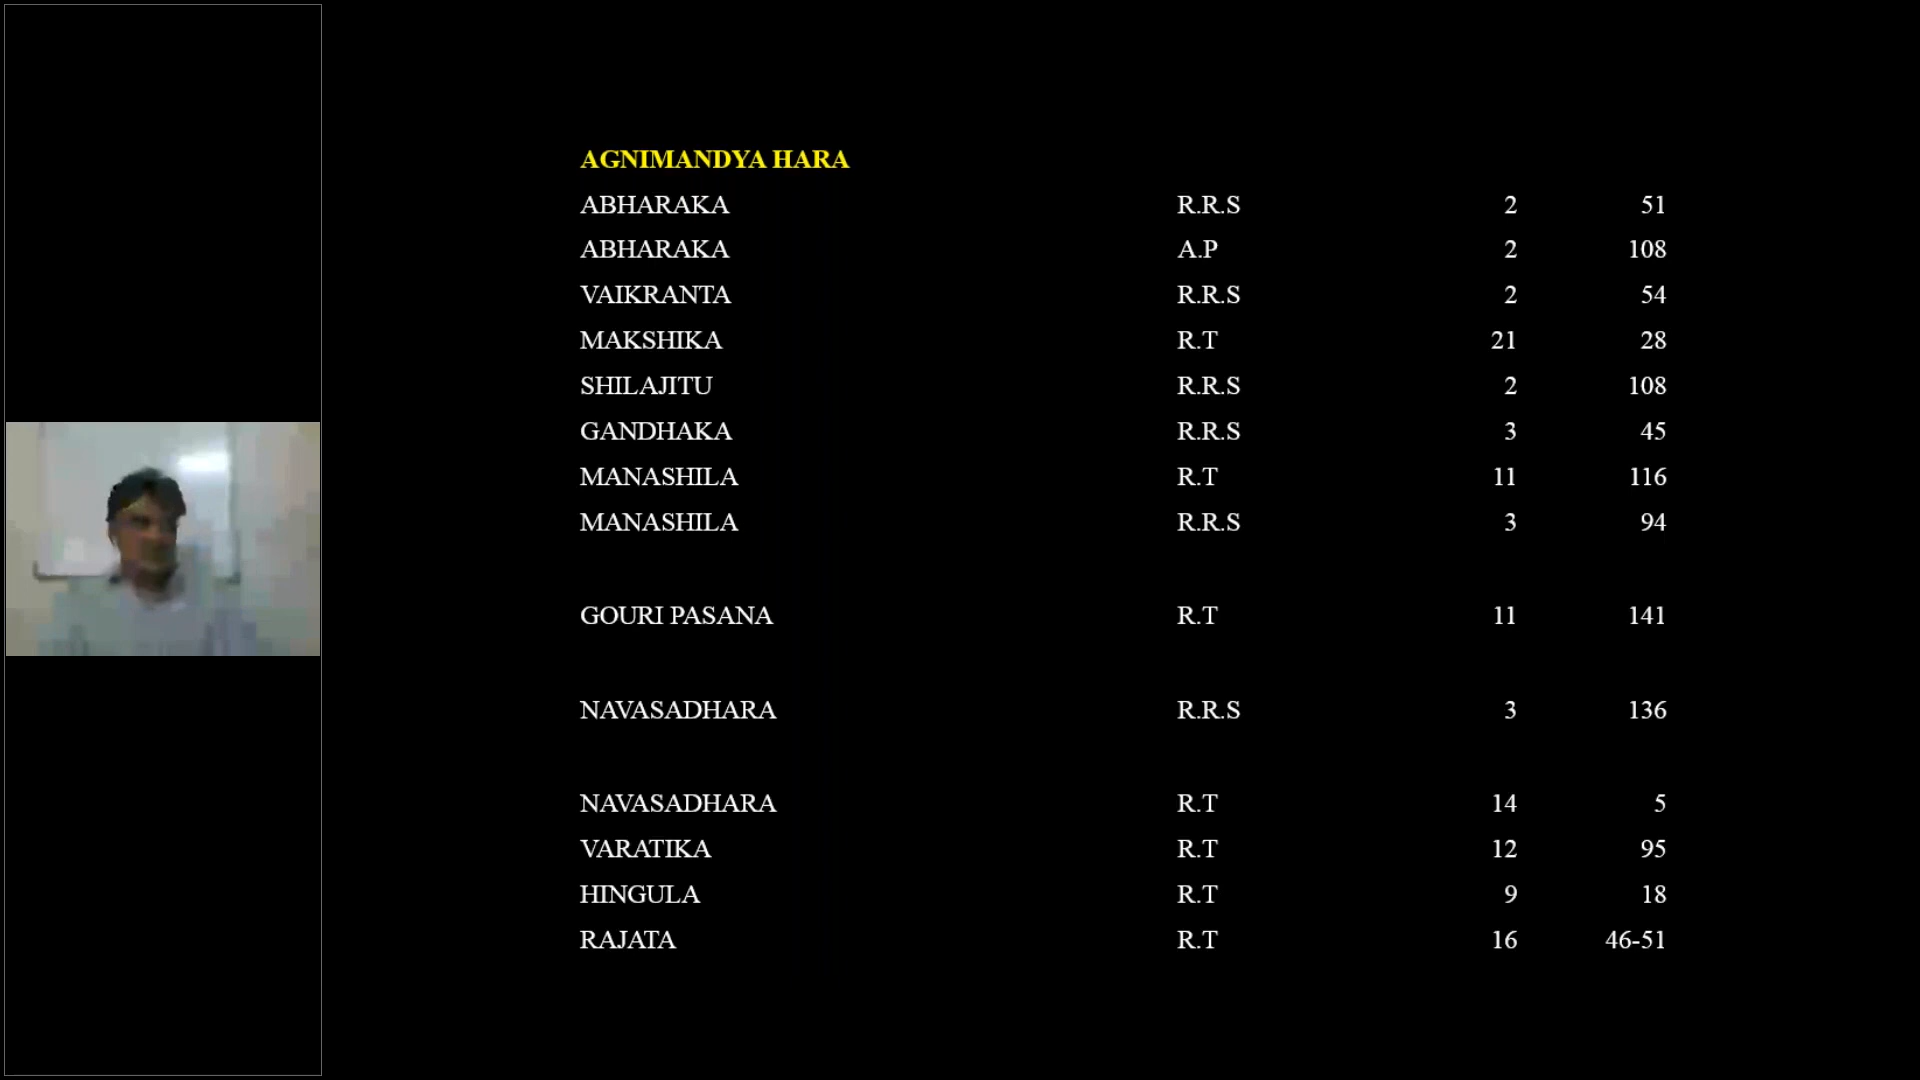 AGNIMANDYA HARA
ABHARAKA R.R.S 2 51
ABHARAKA A.P 2 108
VAIKRANTA R.R.S 2 54
MAKSHIKA R.T 21 28
SHILAJITU R.R.S 2 108
GANDHAKA R.R.S 3 45
MANASHILA R.T 11 116
MANASHILA R.R.S 3 94
GOURI PASANA R.T 11 141
NAVASADHARA R.R.S 3 136
NAVASADHARA R.T 14 5
VARATIKA R.T 12 95
HINGULA R.T 9 18
RAJATA R.T 16 46-51